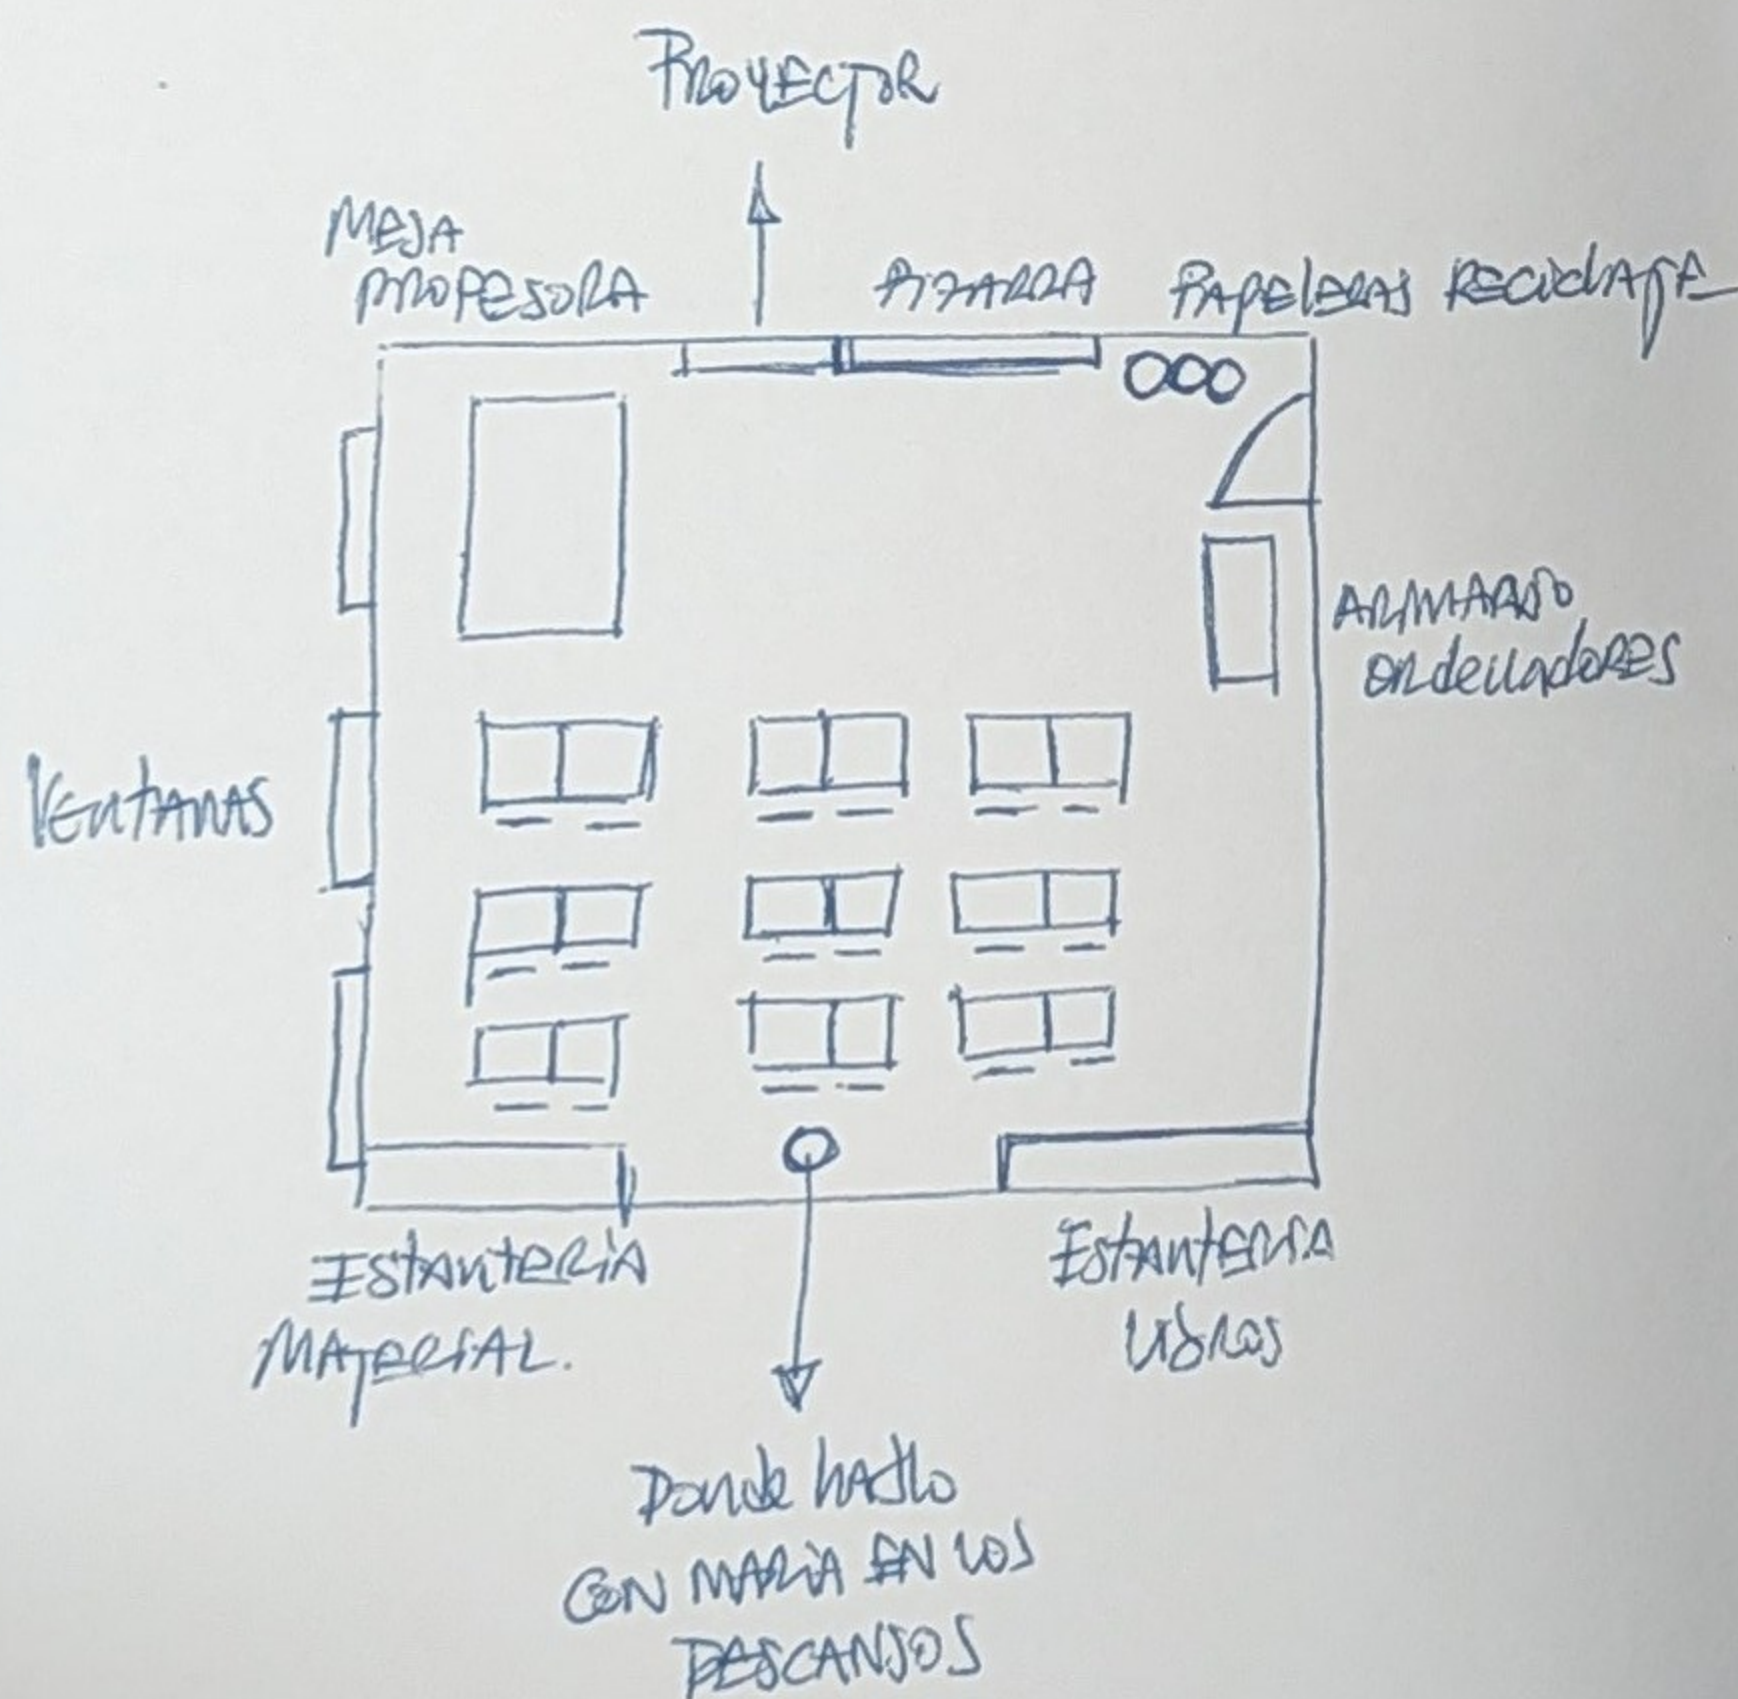 PROYECTOR
MESA
PROFESORA
PIZARRA
PAPELERAS RECICLAJE
ARMARIO
ORDENADORES
VENTANAS
ESTANTERIA
MATERIAL.
ESTANTERIA
LIBROS
Donde hablo
CON MARIA EN LOS
DESCANSOS